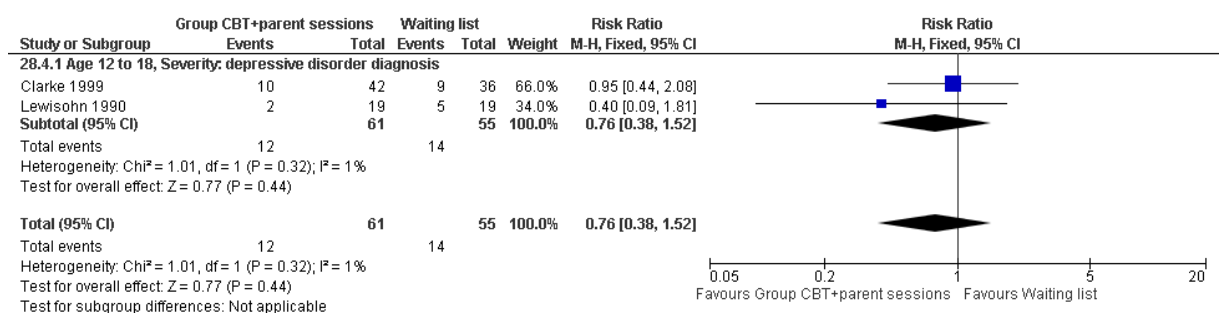 Group CBT+parent sessions Waiting list Risk Ratio Risk Ratio
Study or Subgroup Events Total Events Total Weight M-H, Fixed, 95% CI M-H, Fixed, 95% CI
28.4.1 Age 12 to 18, Severity: depressive disorder diagnosis
Clarke 1999 10 42 9 36 66.0% 0.95 [0.44, 2.08]
Lewisohn 1990 2 19 5 19 34.0% 0.40 [0.09, 1.81]
Subtotal (95% CI) 61 55 100.0% 0.76 [0.38, 1.52]
Total events 12 14
Heterogeneity: Chi² = 1.01, df = 1 (P = 0.32); I² = 1%
Test for overall effect: Z = 0.77 (P = 0.44)
Total (95% CI) 61 55 100.0% 0.76 [0.38, 1.52]
Total events 12 14
Heterogeneity: Chi² = 1.01, df = 1 (P = 0.32); I² = 1%
Test for overall effect: Z = 0.77 (P = 0.44)
Test for subgroup differences: Not applicable
0.05 0.2 1 5 20
Favours Group CBT+parent sessions Favours Waiting list